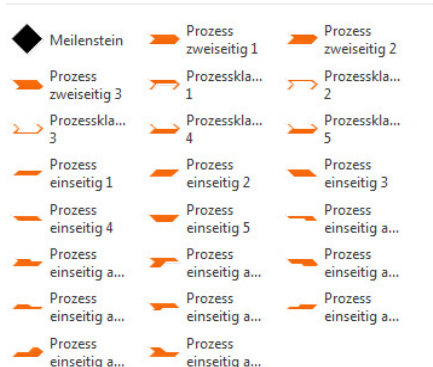 Meilenstein
Prozess
zweiseitig 1
Prozess
zweiseitig 2
Prozess
zweiseitig 3
Prozesskla...
1
Prozesskla...
2
Prozesskla...
3
Prozesskla...
4
Prozesskla...
5
Prozess
einseitig 1
Prozess
einseitig 2
Prozess
einseitig 3
Prozess
einseitig 4
Prozess
einseitig 5
Prozess
einseitig a...
Prozess
einseitig a...
Prozess
einseitig a...
Prozess
einseitig a...
Prozess
einseitig a...
Prozess
einseitig a...
Prozess
einseitig a...
Prozess
einseitig a...
Prozess
einseitig a...